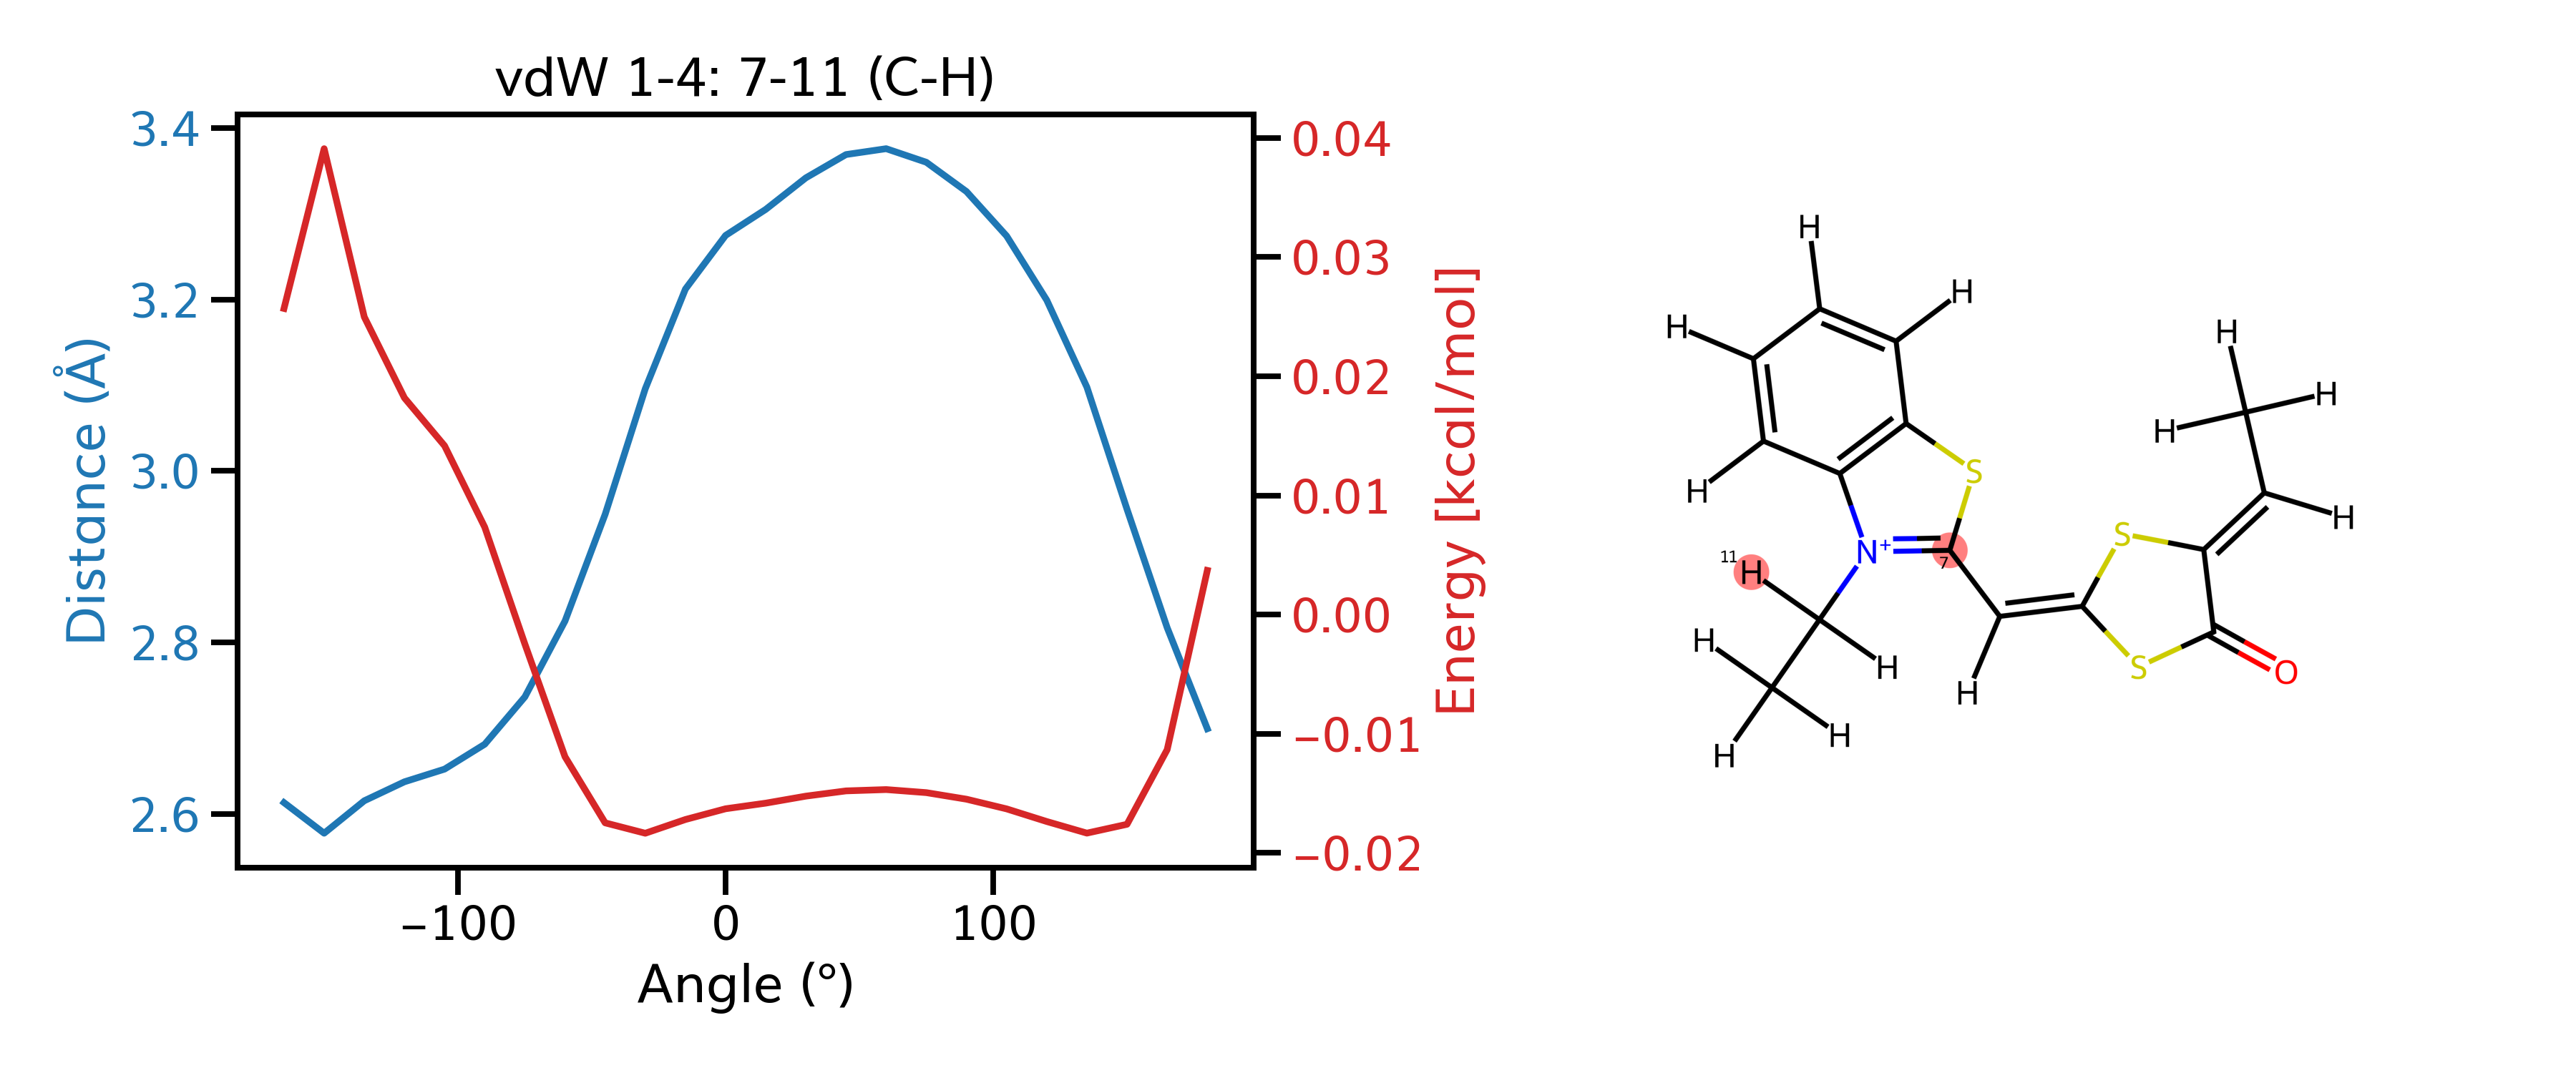 vdW 1-4: 7-11 (C-H)
3.4
3.2
3.0
2.8
2.6
Distance (Å)
0.04
0.03
0.02
0.01
0.00
−0.01
−0.02
Energy [kcal/mol]
−100
0
100
Angle (°)
H
H
H
H
H
H
H
S
H
S
H
N+
7
11
H
H
H
S
O
H
H
H